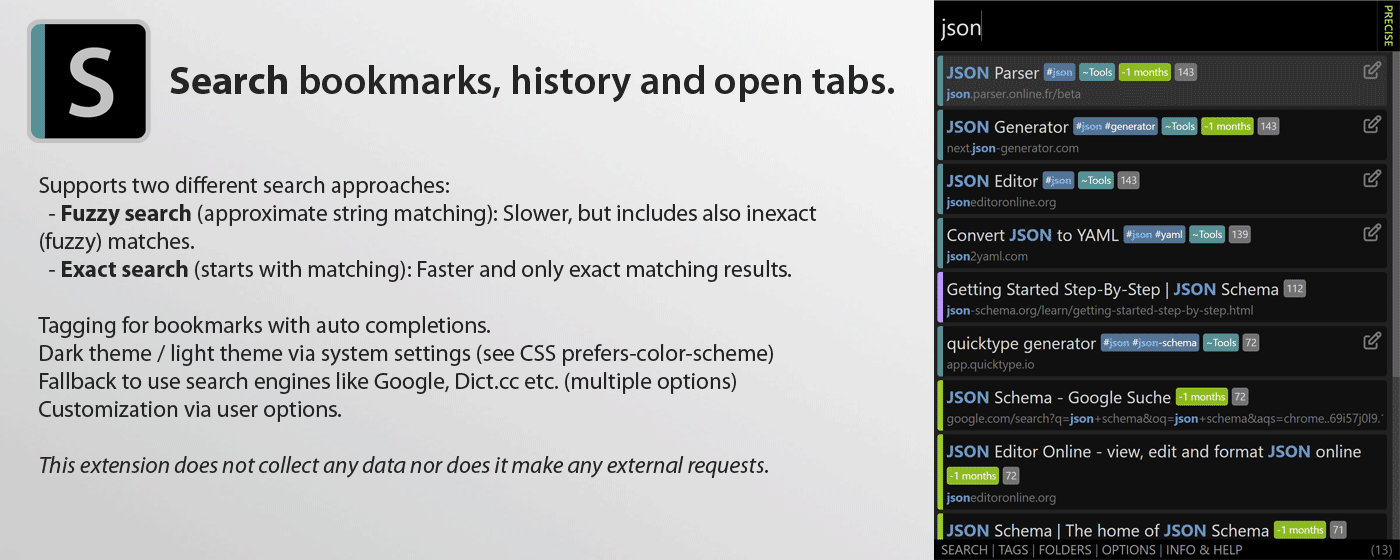 S
Search bookmarks, history and open tabs.
Supports two different search approaches:
- Fuzzy search (approximate string matching): Slower, but includes also inexact
(fuzzy) matches.
- Exact search (starts with matching): Faster and only exact matching results.
Tagging for bookmarks with auto completions.
Dark theme / light theme via system settings (see CSS prefers-color-scheme)
Fallback to use search engines like Google, Dict.cc etc. (multiple options)
Customization via user options.
This extension does not collect any data nor does it make any external requests.
json
PRECISE
JSON Parser #json ~Tools -1 months 143
json.parser.online.fr/beta
JSON Generator #json #generator ~Tools -1 months 143
next.json-generator.com
JSON Editor #json ~Tools 143
jsoneditoronline.org
Convert JSON to YAML #json #yaml ~Tools 139
json2yaml.com
Getting Started Step-By-Step | JSON Schema 112
json-schema.org/learn/getting-started-step-by-step.html
quicktype generator #json #json-schema ~Tools 72
app.quicktype.io
JSON Schema - Google Suche -1 months 72
google.com/search?q=json+schema&oq=json+schema&aqs=chrome..69i57j0l9.
JSON Editor Online - view, edit and format JSON online
-1 months 72
jsoneditoronline.org
JSON Schema | The home of JSON Schema -1 months 71
SEARCH | TAGS | FOLDERS | OPTIONS | INFO & HELP (13)